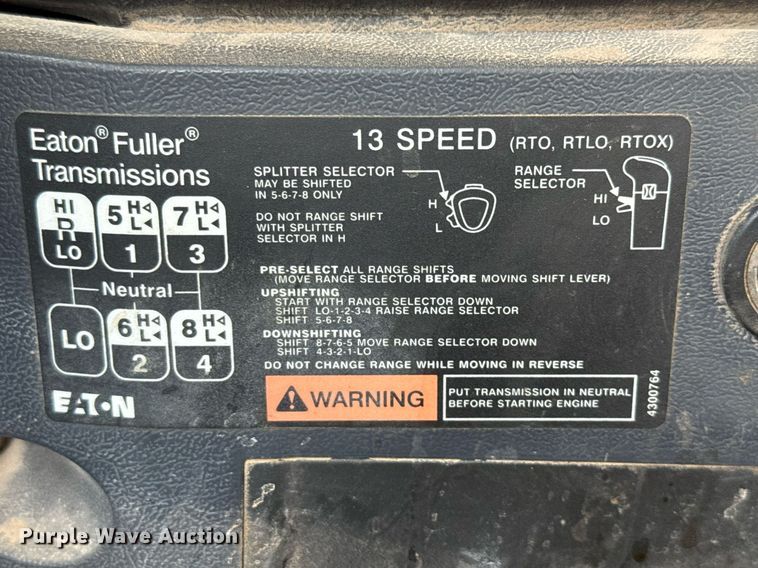 Eaton® Fuller®
Transmissions
13 SPEED (RTO, RTLO, RTOX)
HI
R
LO
5 H
L
1
7 H
L
3
Neutral
LO
6 H
L
2
8 H
L
4
EATON
SPLITTER SELECTOR
MAY BE SHIFTED
IN 5-6-7-8 ONLY
DO NOT RANGE SHIFT
WITH SPLITTER
SELECTOR IN H
H
L
RANGE
SELECTOR
HI
LO
PRE-SELECT ALL RANGE SHIFTS
(MOVE RANGE SELECTOR BEFORE MOVING SHIFT LEVER)
UPSHIFTING
START WITH RANGE SELECTOR DOWN
SHIFT LO-1-2-3-4 RAISE RANGE SELECTOR
SHIFT 5-6-7-8
DOWNSHIFTING
SHIFT 8-7-6-5 MOVE RANGE SELECTOR DOWN
SHIFT 4-3-2-1-LO
DO NOT CHANGE RANGE WHILE MOVING IN REVERSE
WARNING
PUT TRANSMISSION IN NEUTRAL
BEFORE STARTING ENGINE
4300764
Purple Wave Auction